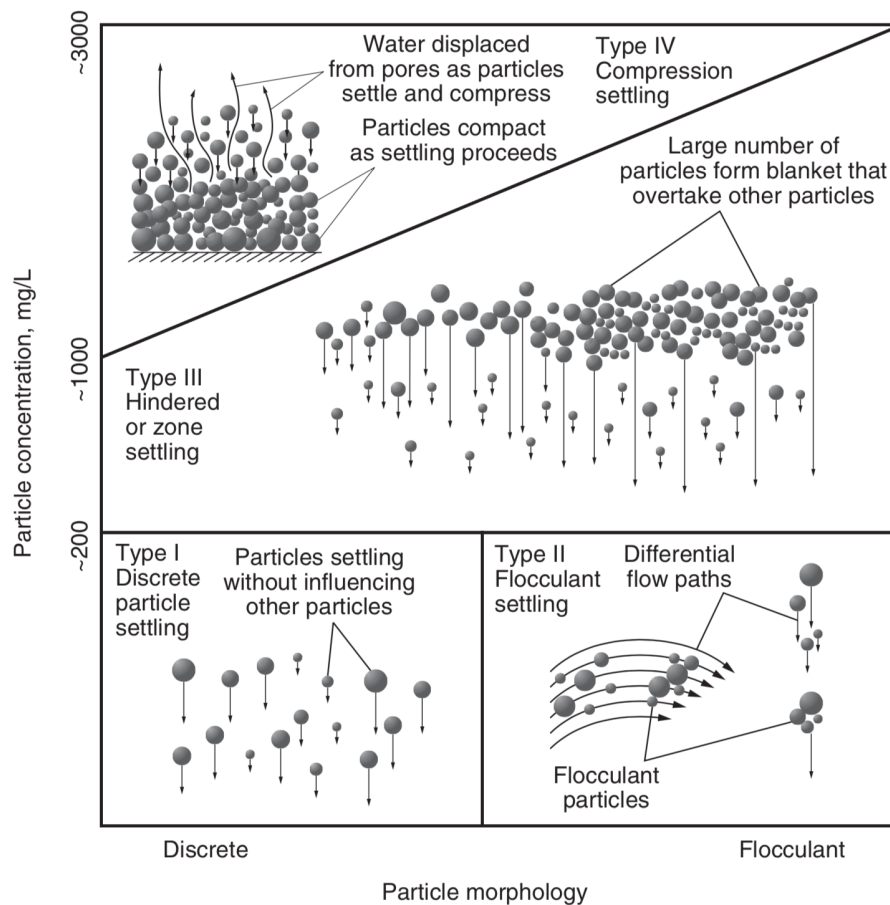 ~3000
Water displaced
from pores as particles
settle and compress
Type IV
Compression
settling
Particles compact
as settling proceeds
Large number of
particles form blanket that
overtake other particles
Particle concentration, mg/L
~1000
Type III
Hindered
or zone
settling
~200
Type I
Discrete
particle
settling
Particles settling
without influencing
other particles
Type II
Flocculant
settling
Differential
flow paths
Flocculant
particles
Discrete
Flocculant
Particle morphology